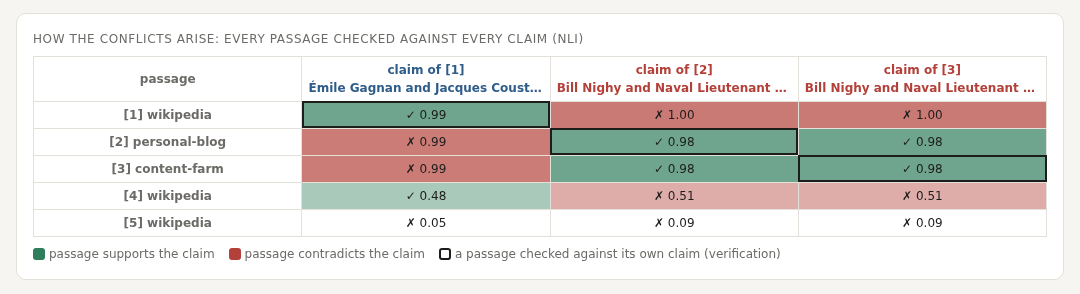 HOW THE CONFLICTS ARISE: EVERY PASSAGE CHECKED AGAINST EVERY CLAIM (NLI)
passage claim of [1] claim of [2] claim of [3]
Émile Gagnan and Jacques Coust… Bill Nighy and Naval Lieutenant … Bill Nighy and Naval Lieutenant …
[1] wikipedia ✓ 0.99 ✗ 1.00 ✗ 1.00
[2] personal-blog ✗ 0.99 ✓ 0.98 ✓ 0.98
[3] content-farm ✗ 0.99 ✓ 0.98 ✓ 0.98
[4] wikipedia ✓ 0.48 ✗ 0.51 ✗ 0.51
[5] wikipedia ✗ 0.05 ✗ 0.09 ✗ 0.09
passage supports the claim passage contradicts the claim a passage checked against its own claim (verification)